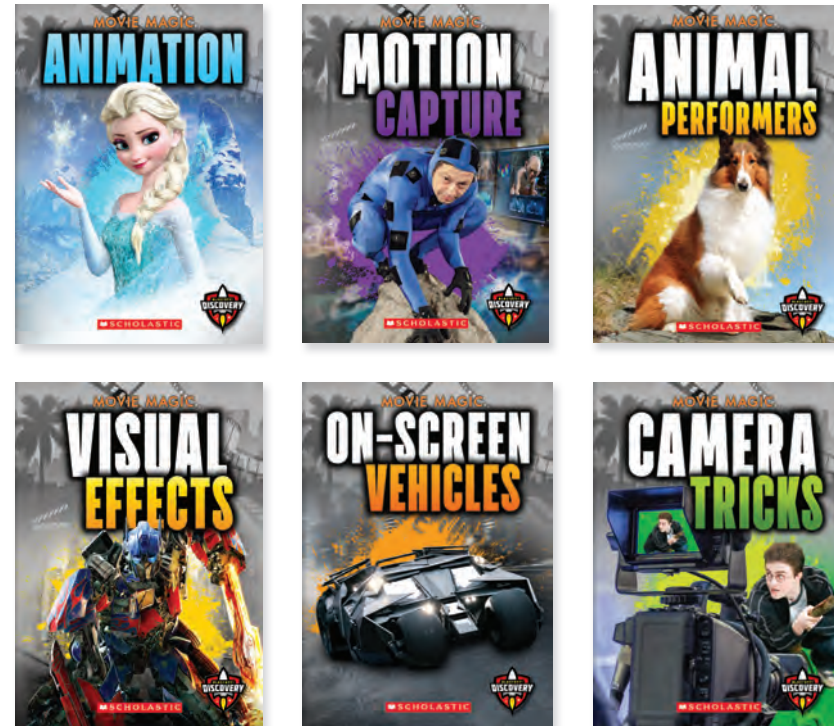 MOVIE MAGIC
ANIMATION
DISCOVERY
SCHOLASTIC
MOVIE MAGIC
MOTION
CAPTURE
DISCOVERY
SCHOLASTIC
MOVIE MAGIC
ANIMAL
PERFORMERS
DISCOVERY
SCHOLASTIC
MOVIE MAGIC
VISUAL
EFFECTS
DISCOVERY
SCHOLASTIC
MOVIE MAGIC
ON-SCREEN
VEHICLES
DISCOVERY
SCHOLASTIC
MOVIE MAGIC
CAMERA
TRICKS
DISCOVERY
SCHOLASTIC